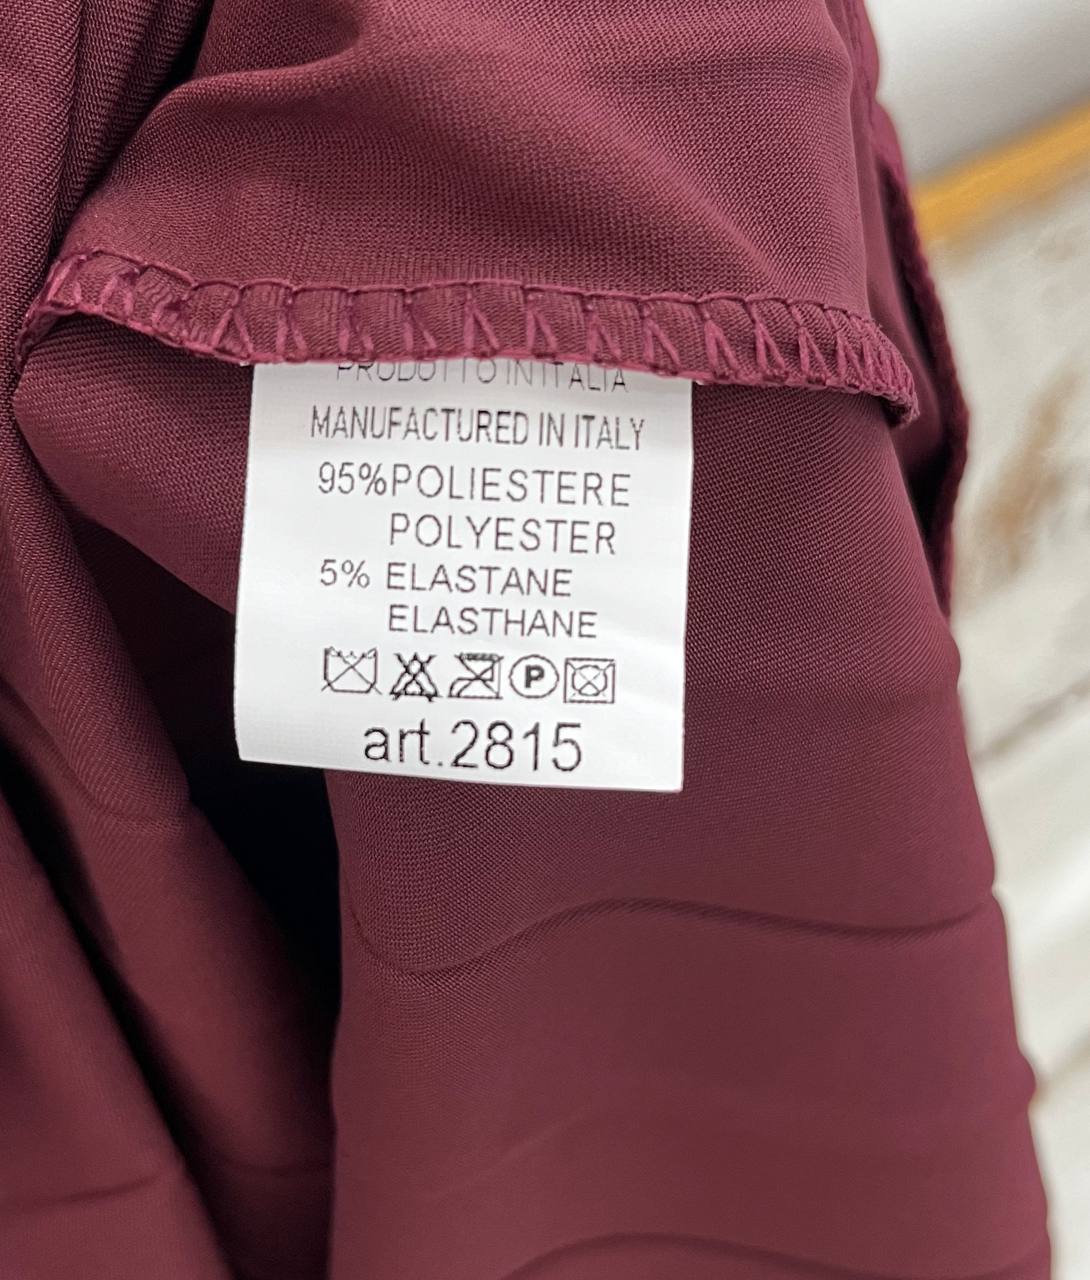 PRODOTTO IN ITALIA
MANUFACTURED IN ITALY
95%POLIESTERE
POLYESTER
5% ELASTANE
ELASTHANE
P
art.2815